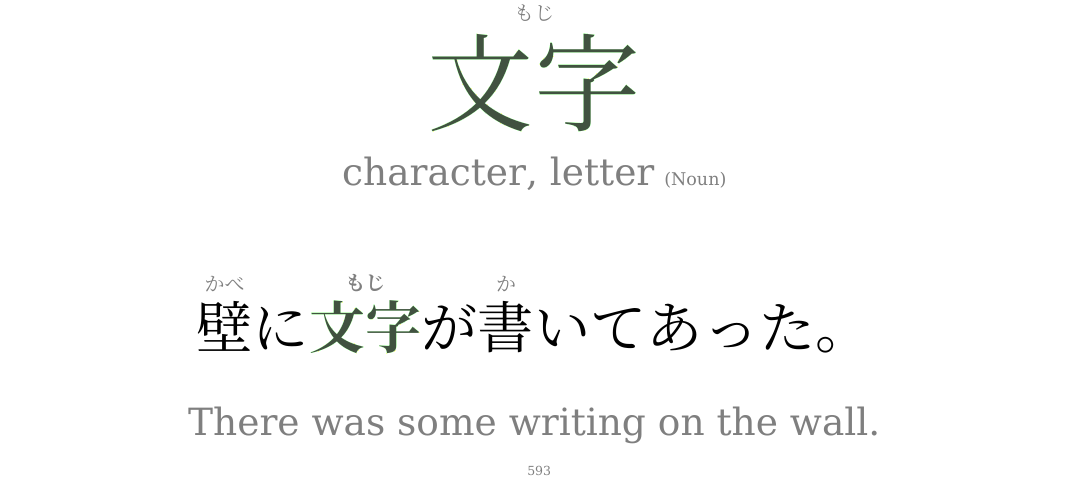 もじ
文字
character, letter (Noun)
かべ もじ か
壁に文字が書いてあった。
There was some writing on the wall.
593